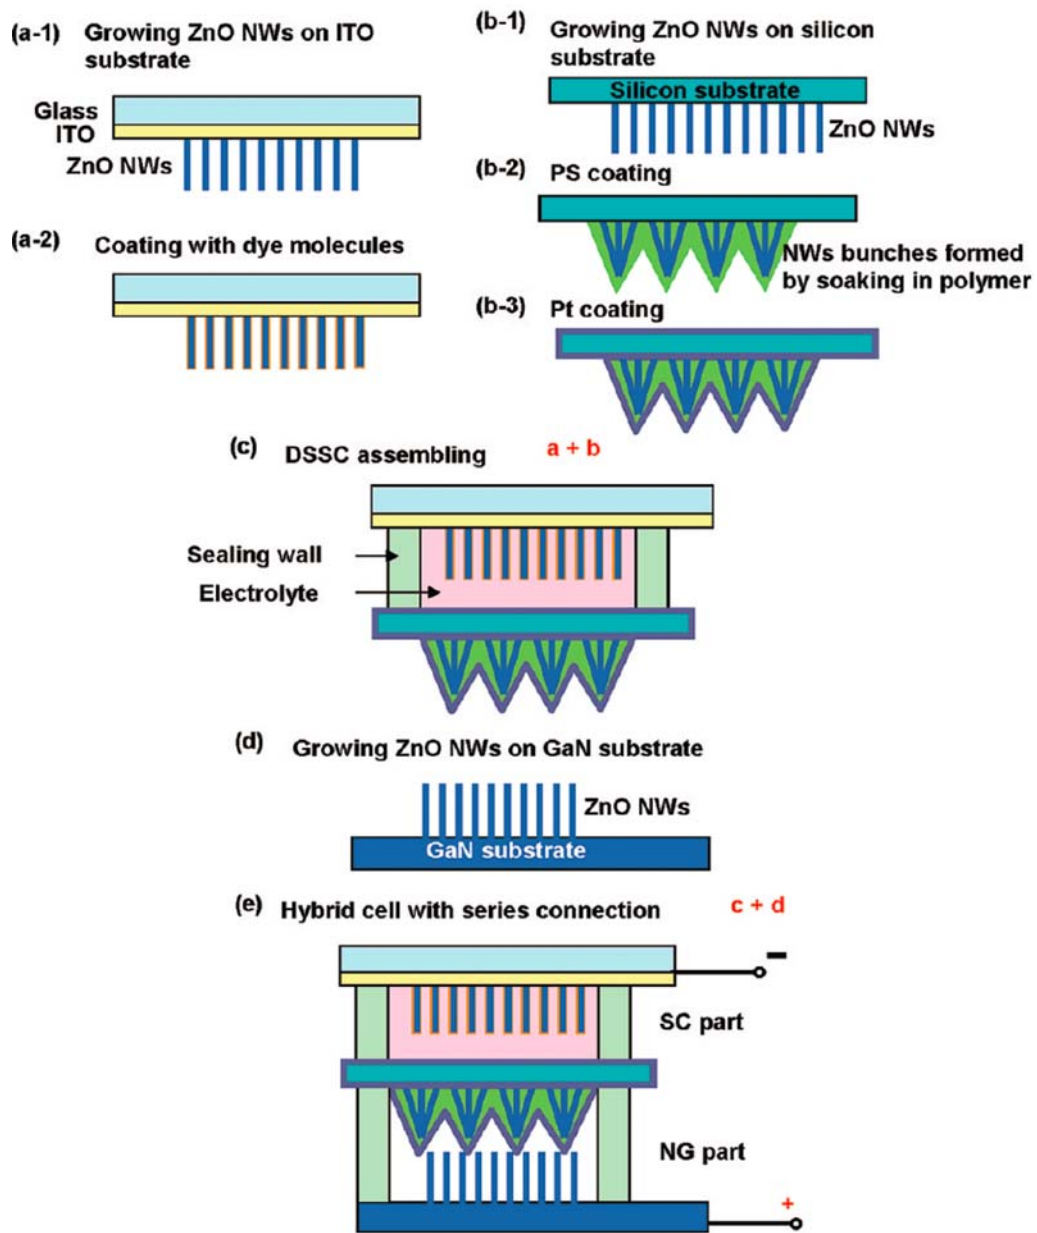 (a-1) Growing ZnO NWs on ITO
substrate
Glass
ITO
ZnO NWs
(a-2) Coating with dye molecules
(b-1) Growing ZnO NWs on silicon
substrate
Silicon substrate
ZnO NWs
(b-2) PS coating
NWs bunches formed
by soaking in polymer
(b-3) Pt coating
(c) DSSC assembling a + b
Sealing wall
Electrolyte
(d) Growing ZnO NWs on GaN substrate
ZnO NWs
GaN substrate
(e) Hybrid cell with series connection c + d
-
SC part
NG part
+